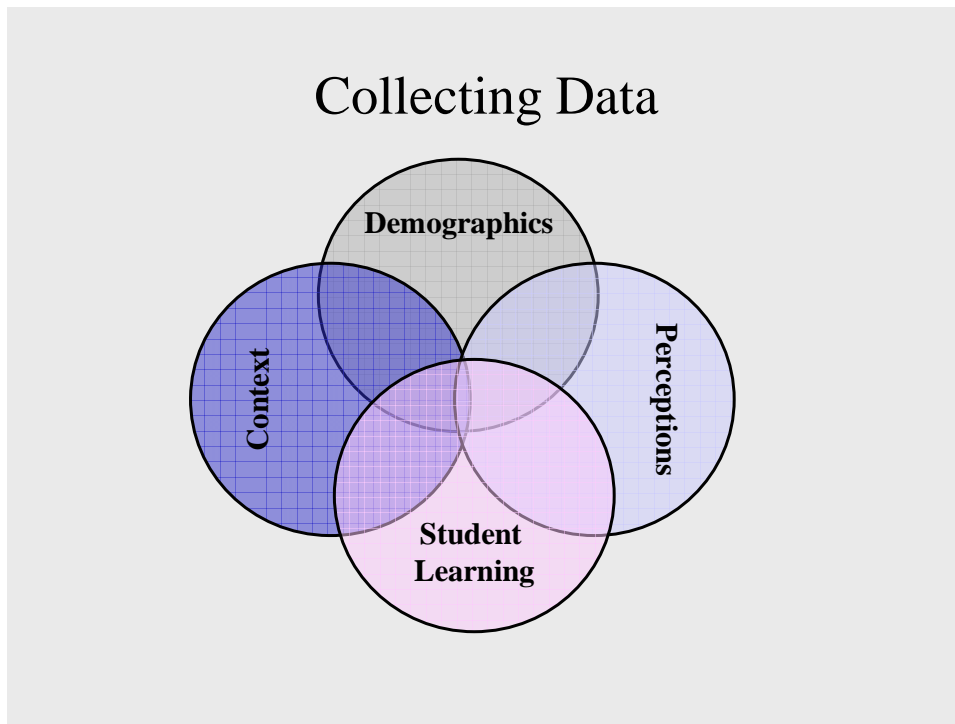 Collecting Data
Demographics
Context
Perceptions
Student
Learning